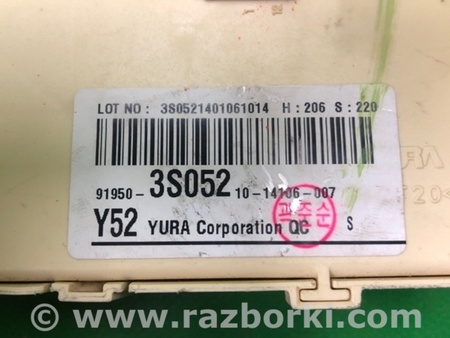 LOT NO : 3S0521401061014 H : 206 S : 220
91950-3S052 10-14106-007
Y52 YURA Corporation QC S
www.razborki.com